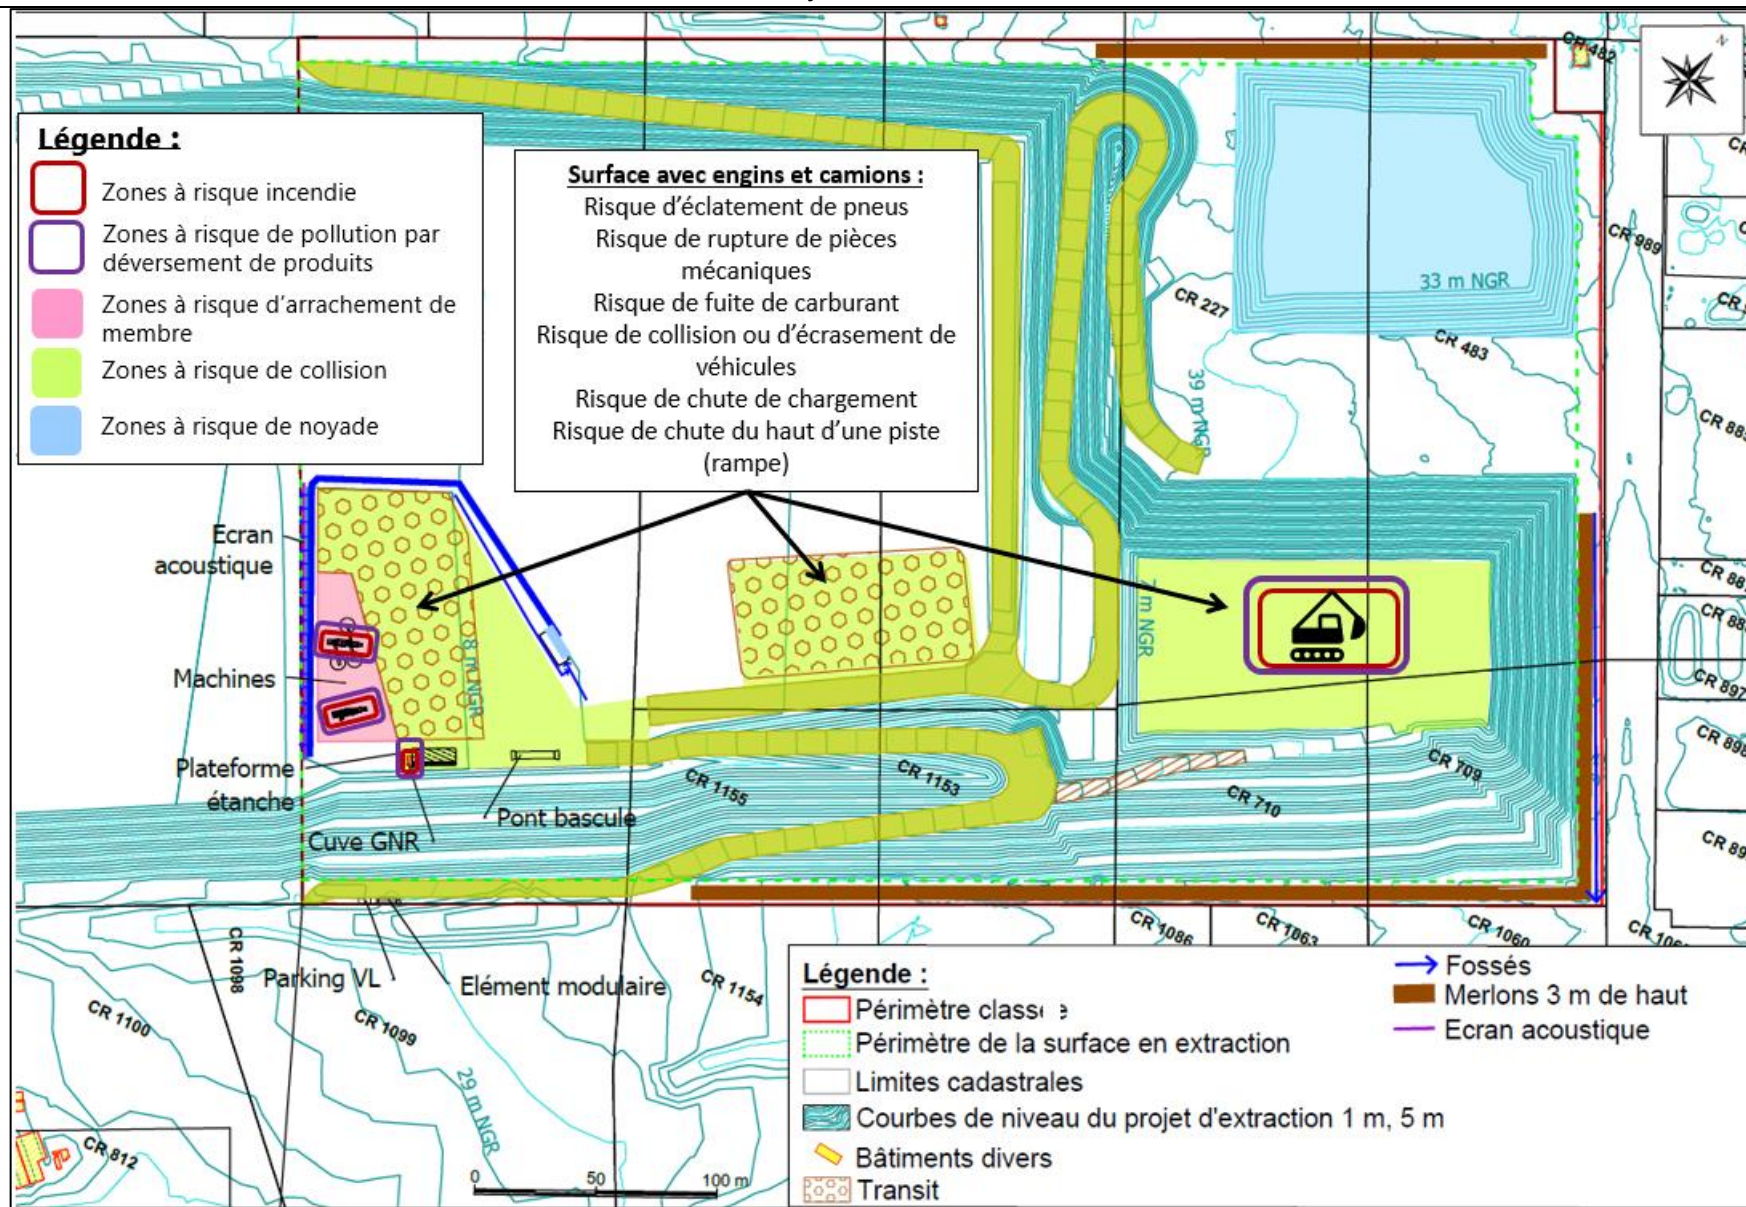 CR 482
N
CR 989
Légende :
Zones à risque incendie
Zones à risque de pollution par
déversement de produits
Zones à risque d'arrachement de
membre
Zones à risque de collision
Zones à risque de noyade
Surface avec engins et camions :
Risque d'éclatement de pneus
Risque de rupture de pièces
mécaniques
Risque de fuite de carburant
Risque de collision ou d'écrasement de
véhicules
Risque de chute de chargement
Risque de chute du haut d'une piste
(rampe)
33 m NGR
CR 227
CR 483
39 m NGR
Ecran
acoustique
Machines
8 m NGR
7 m NGR
Plateforme
étanche
Cuve GNR
Pont bascule
CR 1155
CR 1153
CR 710
CR 709
CR 897
Parking VL
Elément modulaire
CR 1098
CR 1100
CR 1099
CR 1154
29 m NGR
CR 812
CR 1086
CR 1063
CR 1060
0 50 100 m
Légende :
Périmètre classe
Périmètre de la surface en extraction
Limites cadastrales
Courbes de niveau du projet d'extraction 1 m, 5 m
Bâtiments divers
Transit
Fossés
Merlons 3 m de haut
Ecran acoustique